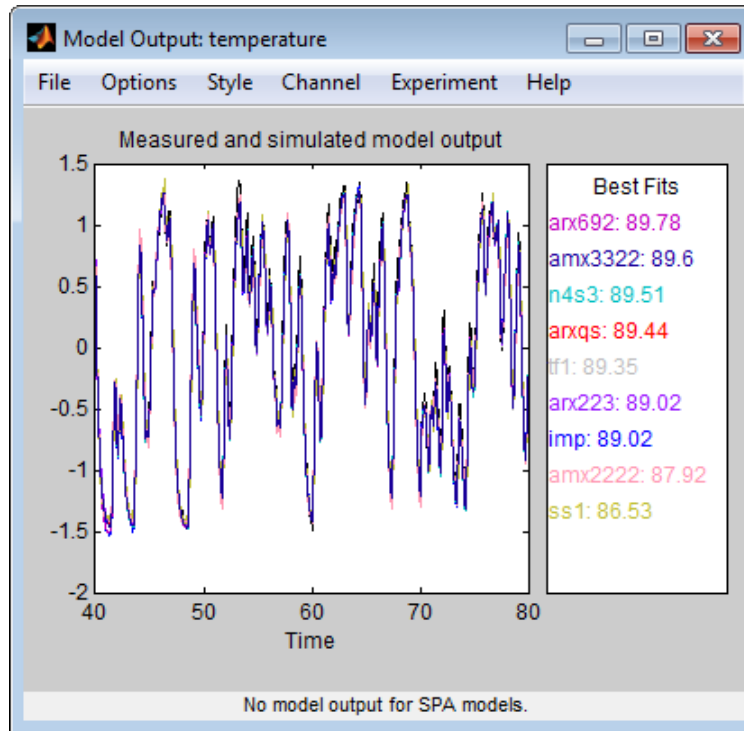 Model Output: temperature
File Options Style Channel Experiment Help
Measured and simulated model output
1.5
1
0.5
0
-0.5
-1
-1.5
-2
40 50 60 70 80
Time
Best Fits
arx692: 89.78
amx3322: 89.6
n4s3: 89.51
arxqs: 89.44
tf1: 89.35
arx223: 89.02
imp: 89.02
amx2222: 87.92
ss1: 86.53
No model output for SPA models.